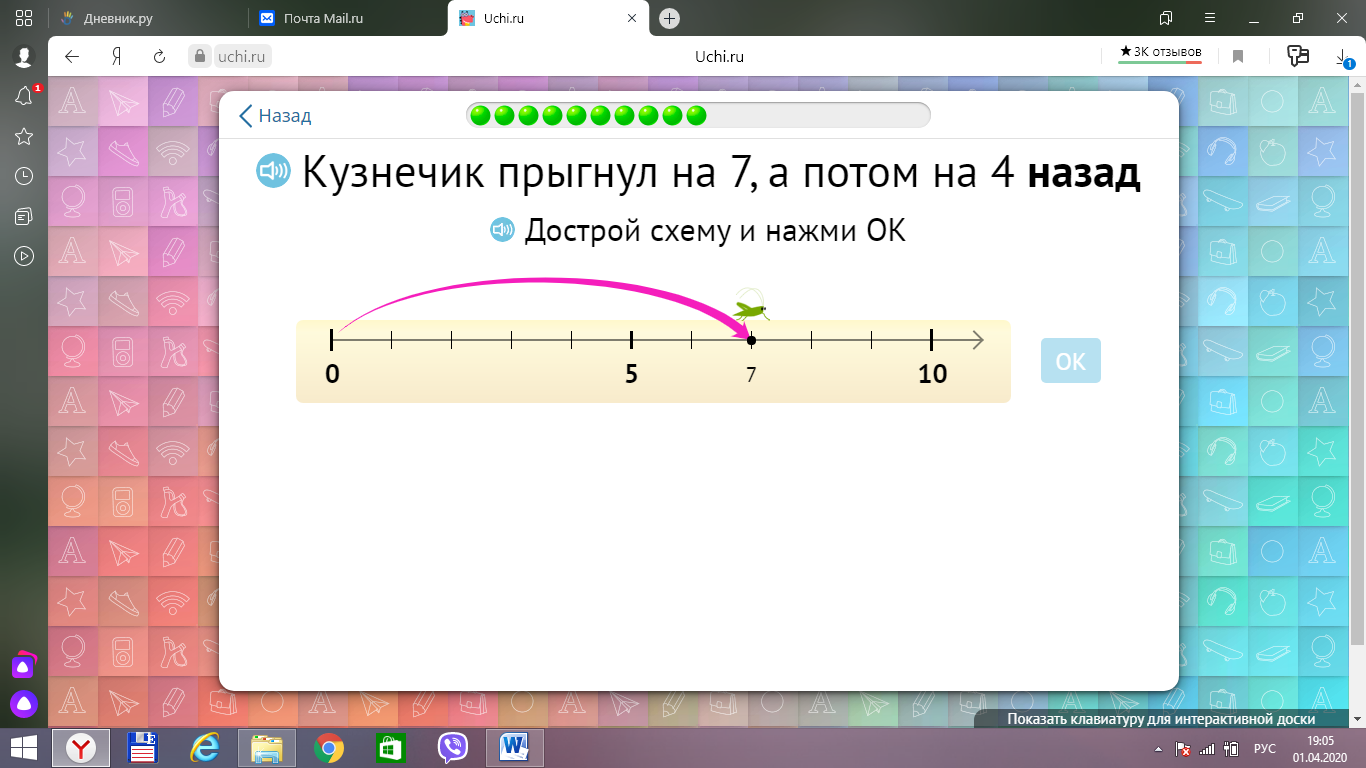 Дневник.ру
Почта Mail.ru
Uchi.ru
uchi.ru
Uchi.ru
★ 3К отзывов
1
1
Назад
Кузнечик прыгнул на 7, а потом на 4 назад
Дострой схему и нажми ОК
0
5
7
10
ОК
Показать клавиатуру для интерактивной доски
РУС
19:05
01.04.2020